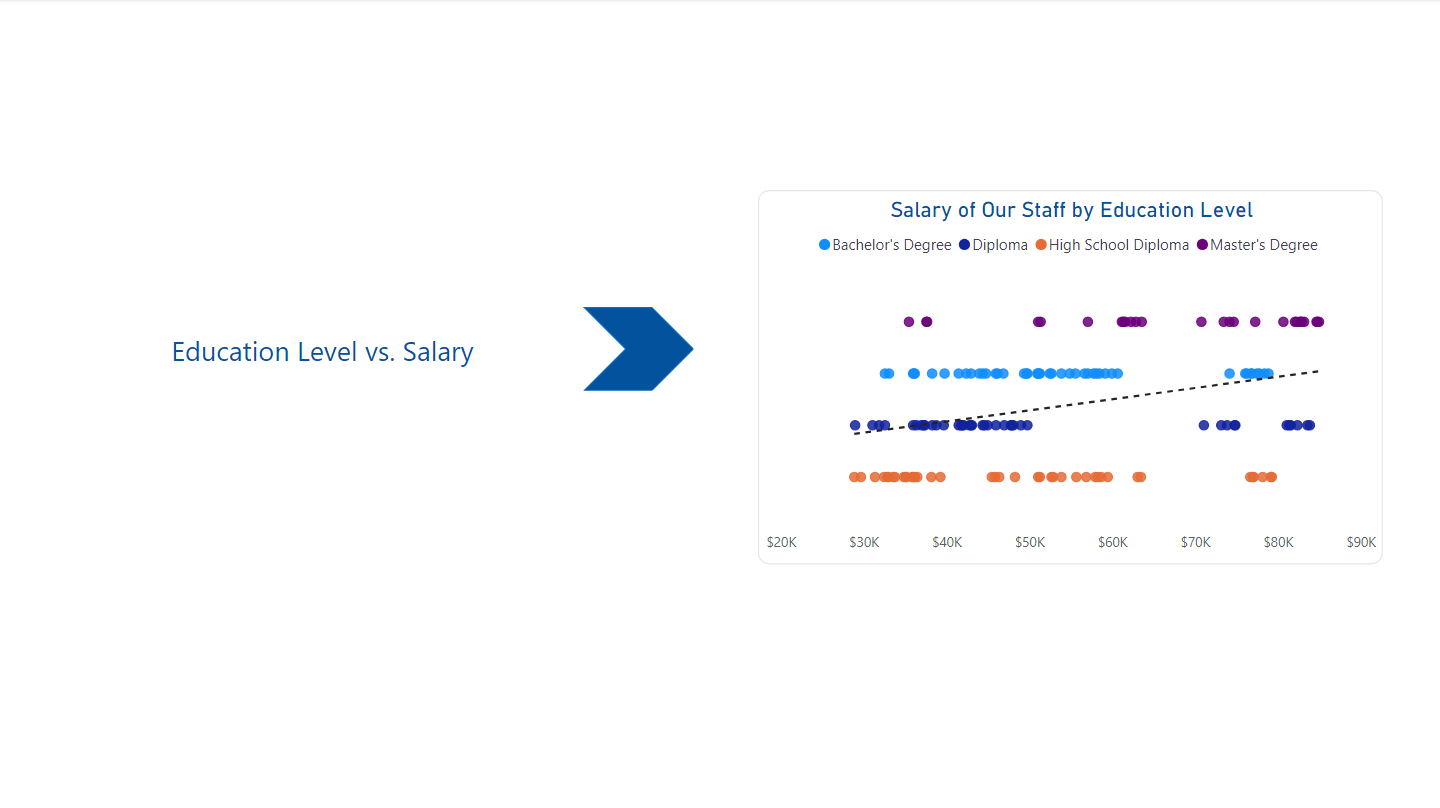 Education Level vs. Salary
Salary of Our Staff by Education Level
Bachelor's Degree Diploma High School Diploma Master's Degree
$20K $30K $40K $50K $60K $70K $80K $90K